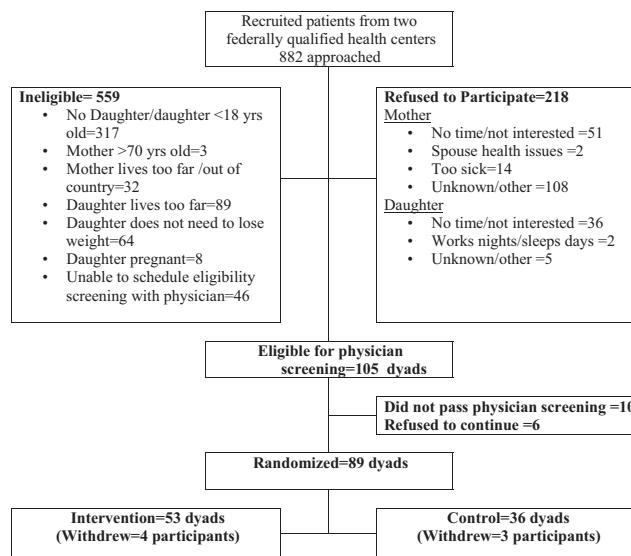 Recruited patients from two
federally qualified health centers
882 approached
Ineligible= 559
• No Daughter/daughter <18 yrs
old=317
• Mother >70 yrs old=3
• Mother lives too far /out of
country=32
• Daughter lives too far=89
• Daughter does not need to lose
weight=64
• Daughter pregnant=8
• Unable to schedule eligibility
screening with physician=46
Refused to Participate=218
Mother
• No time/not interested =51
• Spouse health issues =2
• Too sick=14
• Unknown/other =108
Daughter
• No time/not interested =36
• Works nights/sleeps days =2
• Unknown/other =5
Eligible for physician
screening=105 dyads
Did not pass physician screening =10
Refused to continue =6
Randomized=89 dyads
Intervention=53 dyads
(Withdrew=4 participants)
Control=36 dyads
(Withdrew=3 participants)